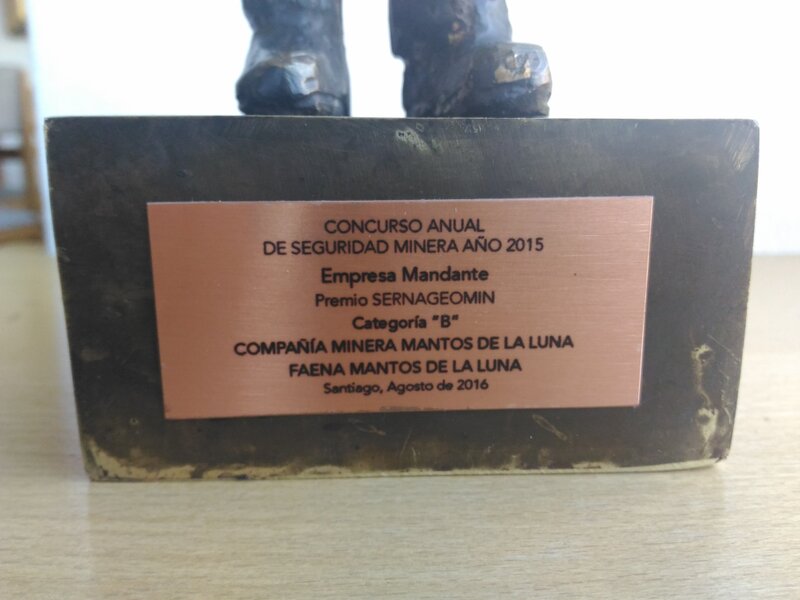 CONCURSO ANUAL
DE SEGURIDAD MINERA AÑO 2015
Empresa Mandante
Premio SERNAGEOMIN
Categoría "B"
COMPAÑÍA MINERA MANTOS DE LA LUNA
FAENA MANTOS DE LA LUNA
Santiago, Agosto de 2016